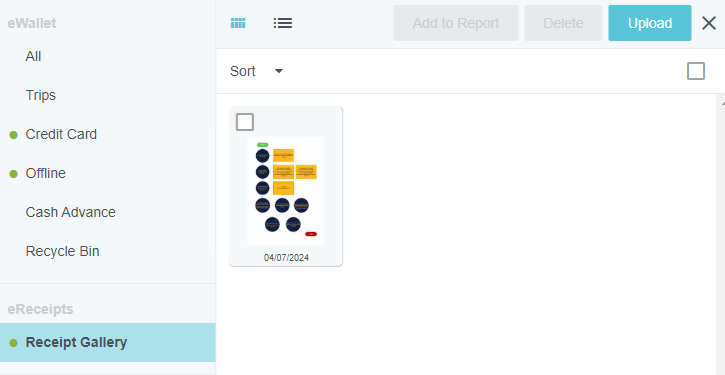 eWallet
All
Trips
Credit Card
Offline
Cash Advance
Recycle Bin
eReceipts
Receipt Gallery
Add to Report
Delete
Upload
Sort
04/07/2024